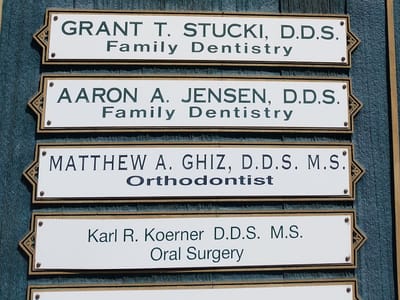 GRANT T. STUCKI, D.D.S.
Family Dentistry
AARON A. JENSEN, D.D.S.
Family Dentistry
MATTHEW A. GHIZ, D.D.S. M.S.
Orthodontist
Karl R. Koerner D.D.S. M.S.
Oral Surgery